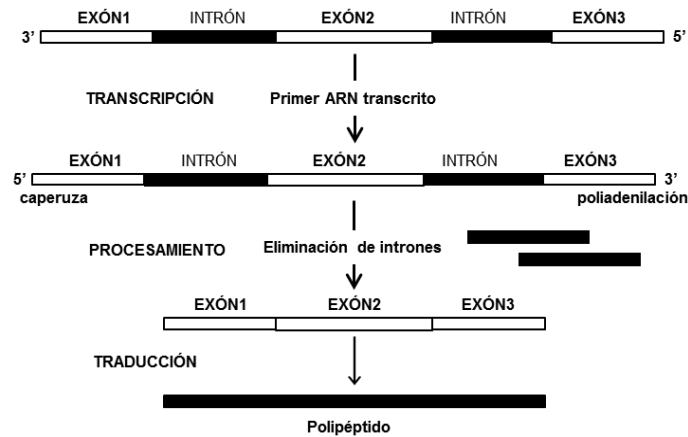 EXÓN1 INTRÓN EXÓN2 INTRÓN EXÓN3
3’ 5’
TRANSCRIPCIÓN Primer ARN transcrito
EXÓN1 INTRÓN EXÓN2 INTRÓN EXÓN3
5’ 3’
caperuza poliadenilación
PROCESAMIENTO Eliminación de intrones
EXÓN1 EXÓN2 EXÓN3
TRADUCCIÓN
Polipéptido